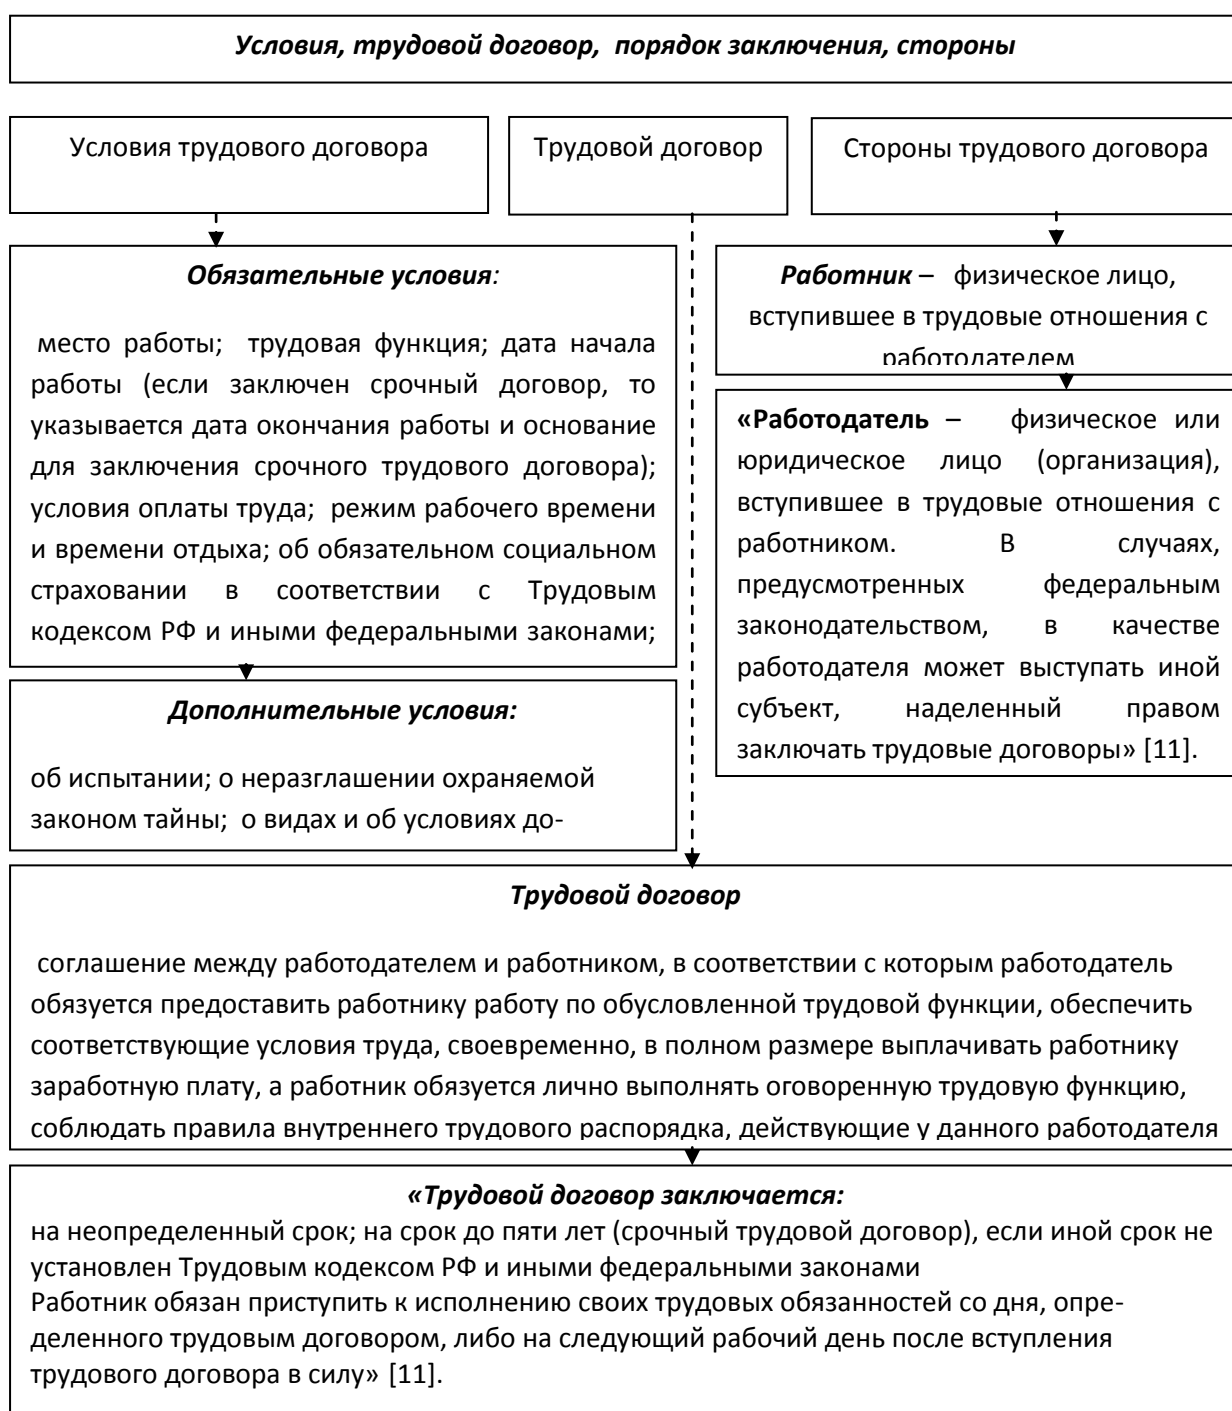 Условия, трудовой договор, порядок заключения, стороны
Условия трудового договора
Трудовой договор
Стороны трудового договора
Обязательные условия:
место работы; трудовая функция; дата начала
работы (если заключен срочный договор, то
указывается дата окончания работы и основание
для заключения срочного трудового договора);
условия оплаты труда; режим рабочего времени
и времени отдыха; об обязательном социальном
страховании в соответствии с Трудовым
кодексом РФ и иными федеральными законами;
Дополнительные условия:
об испытании; о неразглашении охраняемой
законом тайны; о видах и об условиях до-
Работник – физическое лицо,
вступившее в трудовые отношения с
работодателем
«Работодатель – физическое или
юридическое лицо (организация),
вступившее в трудовые отношения с
работником. В случаях,
предусмотренных федеральным
законодательством, в качестве
работодателя может выступать иной
субъект, наделенный правом
заключать трудовые договоры» [11].
Трудовой договор
соглашение между работодателем и работником, в соответствии с которым работодатель
обязуется предоставить работнику работу по обусловленной трудовой функции, обеспечить
соответствующие условия труда, своевременно, в полном размере выплачивать работнику
заработную плату, а работник обязуется лично выполнять оговоренную трудовую функцию,
соблюдать правила внутреннего трудового распорядка, действующие у данного работодателя
«Трудовой договор заключается:
на неопределенный срок; на срок до пяти лет (срочный трудовой договор), если иной срок не
установлен Трудовым кодексом РФ и иными федеральными законами
Работник обязан приступить к исполнению своих трудовых обязанностей со дня, опре-
деленного трудовым договором, либо на следующий рабочий день после вступления
трудового договора в силу» [11].